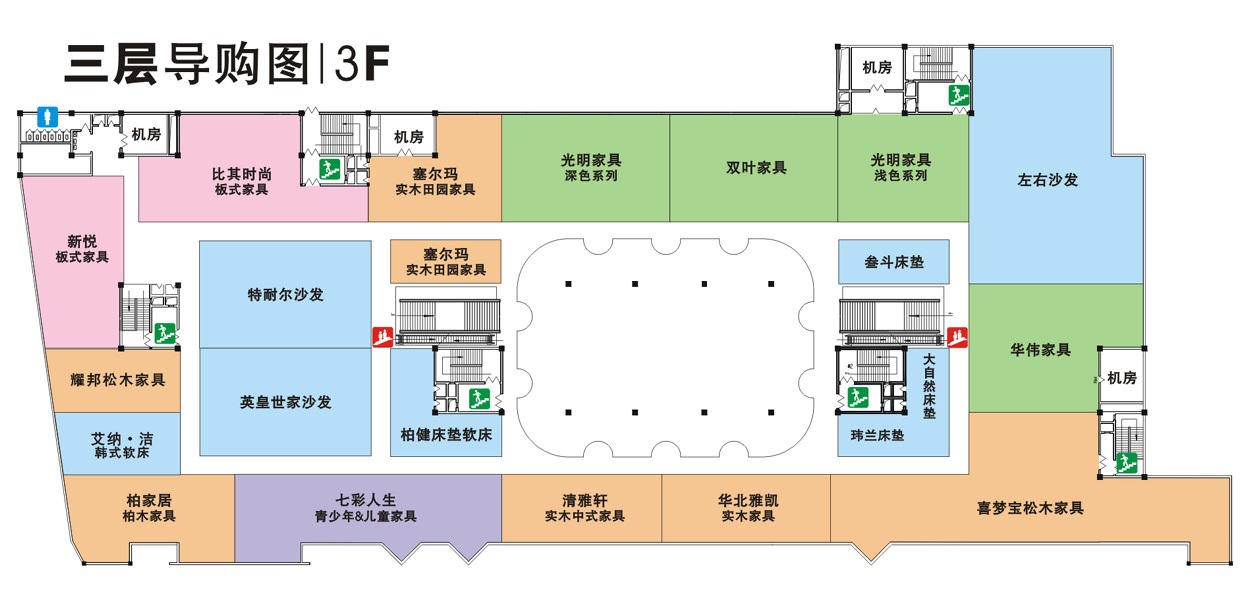 三层导购图|3F
机房
机房
机房
比其时尚
板式家具
塞尔玛
实木田园家具
光明家具
深色系列
双叶家具
光明家具
浅色系列
左右沙发
新悦
板式家具
特耐尔沙发
塞尔玛
实木田园家具
叁斗床垫
华伟家具
机房
耀邦松木家具
英皇世家沙发
大自然床垫
艾纳·洁
韩式软床
柏健床垫软床
玮兰床垫
柏家居
柏木家具
七彩人生
青少年&儿童家具
清雅轩
实木中式家具
华北雅凯
实木家具
喜梦宝松木家具